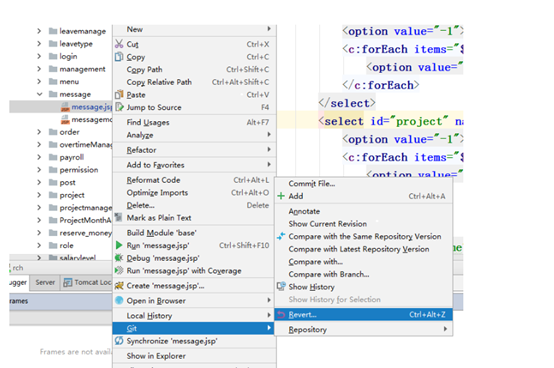 leavemanage
leavetype
login
management
menu
message
message.jsp
messagemo
order
overtimeMana
payroll
permission
post
project
projectmanage
ProjectMonthA
reserve_money
role
salarylevel
rch
ugger
Server
Tomcat Loc
rames
Frames are not availa
New
Cut Ctrl+X
Copy Ctrl+C
Copy Path Ctrl+Shift+C
Copy Relative Path Ctrl+Alt+Shift+C
Paste Ctrl+V
Jump to Source F4
Find Usages Alt+F7
Analyze
Refactor
Add to Favorites
Reformat Code Ctrl+Alt+L
Optimize Imports Ctrl+Alt+O
Delete... Delete
Mark as Plain Text
Build Module 'base'
Run 'message.jsp' Ctrl+Shift+F10
Debug 'message.jsp'
Run 'message.jsp' with Coverage
Create 'message.jsp'...
Open in Browser
Local History
Git
Synchronize 'message.jsp'
Show in Explorer
Commit File...
Add Ctrl+Alt+A
Annotate
Show Current Revision
Compare with the Same Repository Version
Compare with Latest Repository Version
Compare with...
Compare with Branch...
Show History
Show History for Selection
Revert... Ctrl+Alt+Z
Repository
<option value="-1">
<c:forEach items="$
<option value="
</c:forEach>
</select>
<select id="project" na
<option value="-1">
<c:forEach items="$
<option value="